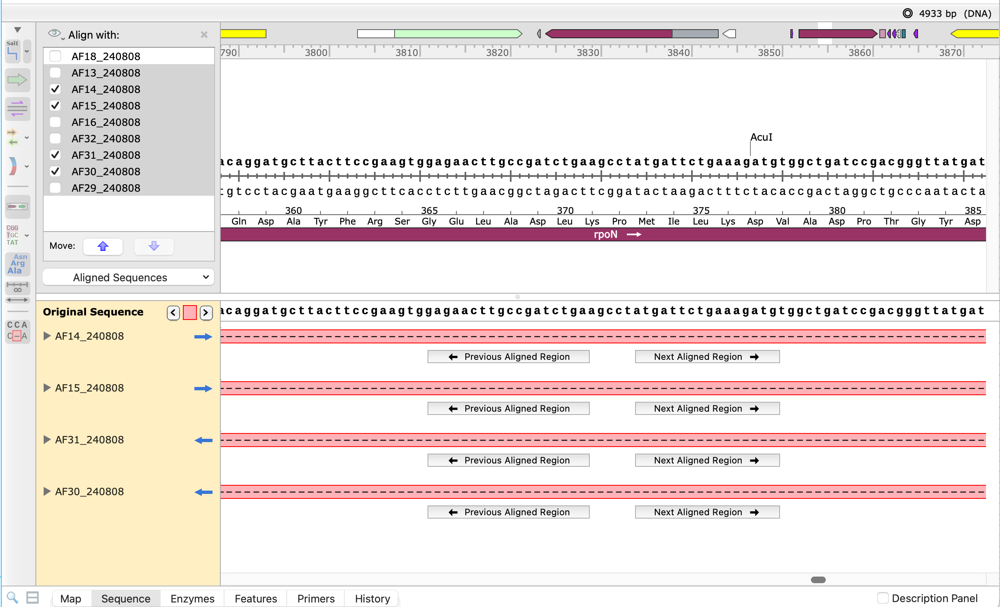 4933 bp (DNA)
SalI
Align with:
AF18_240808
AF13_240808
AF14_240808
AF15_240808
AF16_240808
AF32_240808
AF31_240808
AF30_240808
AF29_240808
Move:
Aligned Sequences
CGG
TGC
TAT
Asn
Arg
Ala
CCA
C-A
790 3800 3810 3820 3830 3840 3850 3860 3870
AcuI
acaggatgcttacttccgaagtggagaacttgccgatctgaagcctatgattctgaaagatgtggctgatccgacgggttatgat
tgtcctacgaatgaaggcttcacctcttgaacggctagacttcggatactaagactttctacaccgactaggctgcccaatacta
360 365 370 375 380 385
Gln Asp Ala Tyr Phe Arg Ser Gly Glu Leu Ala Asp Leu Lys Pro Met Ile Leu Lys Asp Val Ala Asp Pro Thr Gly Tyr Asp
rpoN
Original Sequence < >
acaggatgcttacttccgaagtggagaacttgccgatctgaagcctatgattctgaaagatgtggctgatccgacgggttatgat
AF14_240808
Previous Aligned Region Next Aligned Region
AF15_240808
Previous Aligned Region Next Aligned Region
AF31_240808
Previous Aligned Region Next Aligned Region
AF30_240808
Previous Aligned Region Next Aligned Region
Map Sequence Enzymes Features Primers History Description Panel